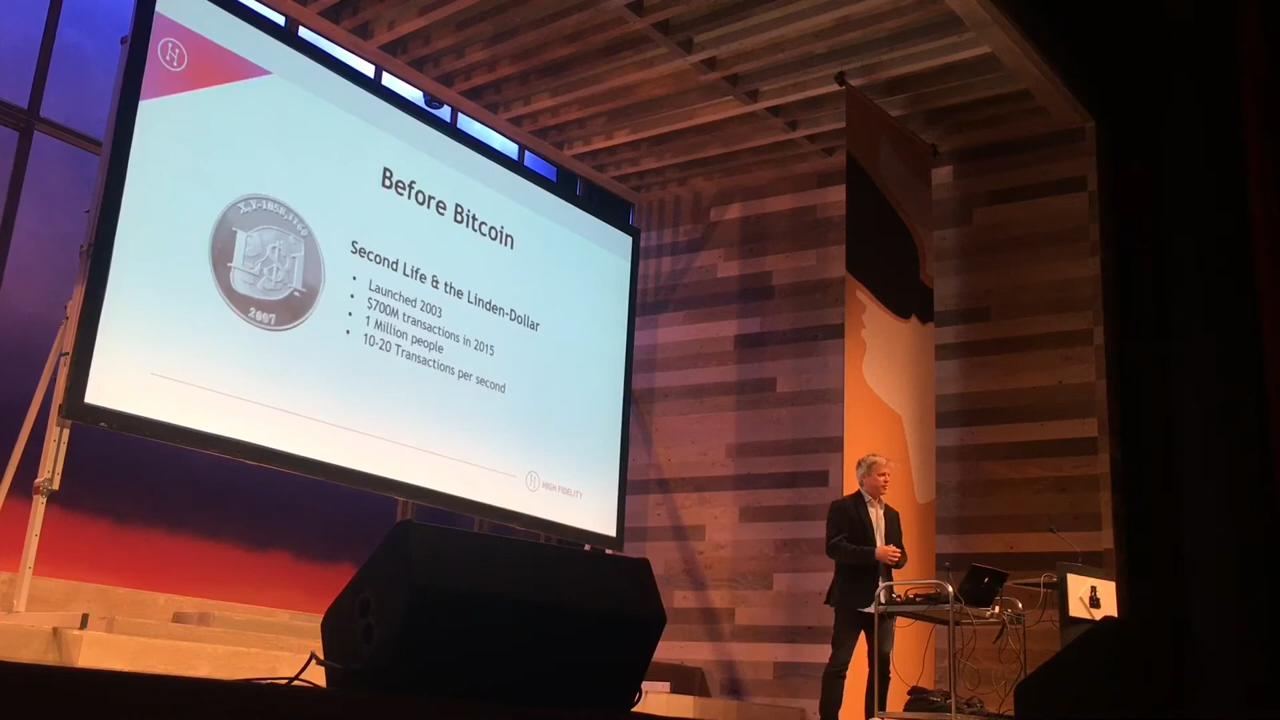 H
Before Bitcoin
Second Life & the Linden-Dollar
• Launched 2003
• $700M transactions in 2015
• 1 Million people
• 10-20 Transactions per second
2007
H HIGH FIDELITY